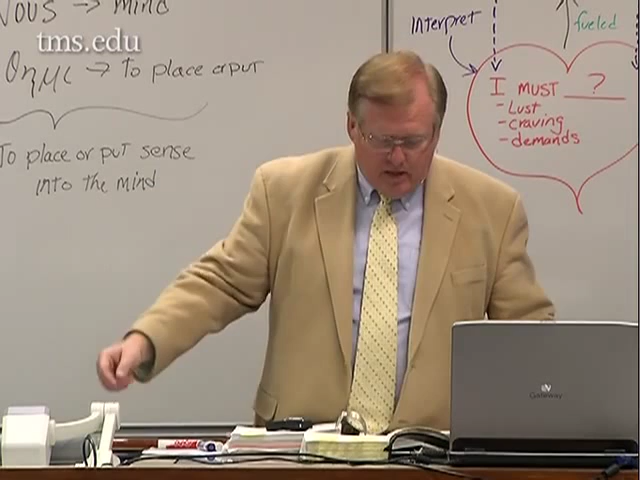 NOUS → MIND
tms.edu
→ TO PLACE or PUT
To place or put sense
into the MIND
Interpret
fueled
I MUST ?
- Lust
- craving
- demands
Gateway